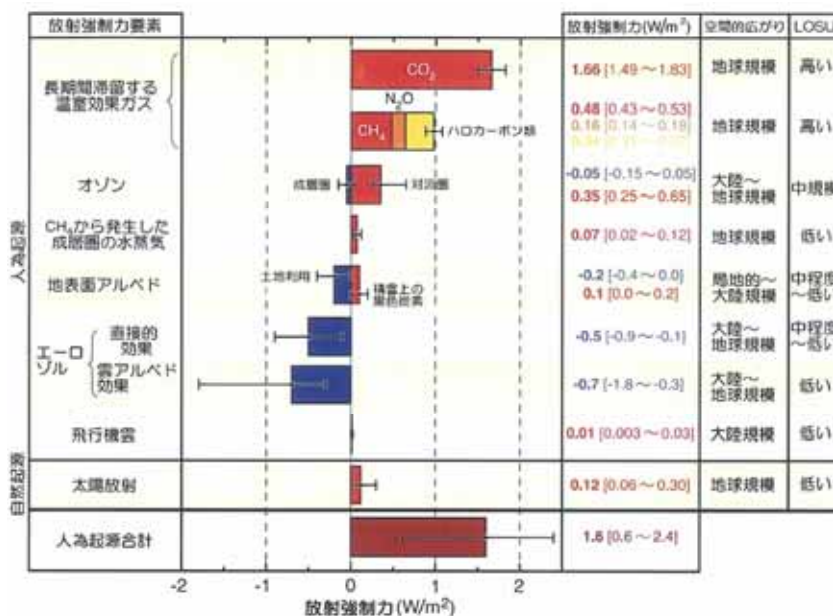 放射強制力要素
放射強制力(W/m²)
空間的広がり
LOSU
人為起源
長期間滞留する
温室効果ガス
CO₂
1.66 [1.49～1.83]
地球規模
高い
N₂O
CH₄
ハロカーボン類
0.48 [0.43～0.53]
0.16 [0.14～0.18]
地球規模
高い
オゾン
成層圏
対流圏
-0.05 [-0.15～0.05]
0.35 [0.25～0.65]
大陸～
地球規模
中規模
CH₄から発生した
成層圏の水蒸気
0.07 [0.02～0.12]
地球規模
低い
地表面アルベド
土地利用
積雪上の
黒色炭素
-0.2 [-0.4～0.0]
0.1 [0.0～0.2]
局地的～
大陸規模
中程度
～低い
エーロ
ゾル
直接的
効果
-0.5 [-0.9～-0.1]
大陸～
地球規模
中程度
～低い
雲アルベド
効果
-0.7 [-1.8～-0.3]
大陸～
地球規模
低い
飛行機雲
0.01 [0.003～0.03]
大陸規模
低い
自然起源
太陽放射
0.12 [0.06～0.30]
地球規模
低い
人為起源合計
1.6 [0.6～2.4]
-2 -1 0 1 2
放射強制力(W/m²)